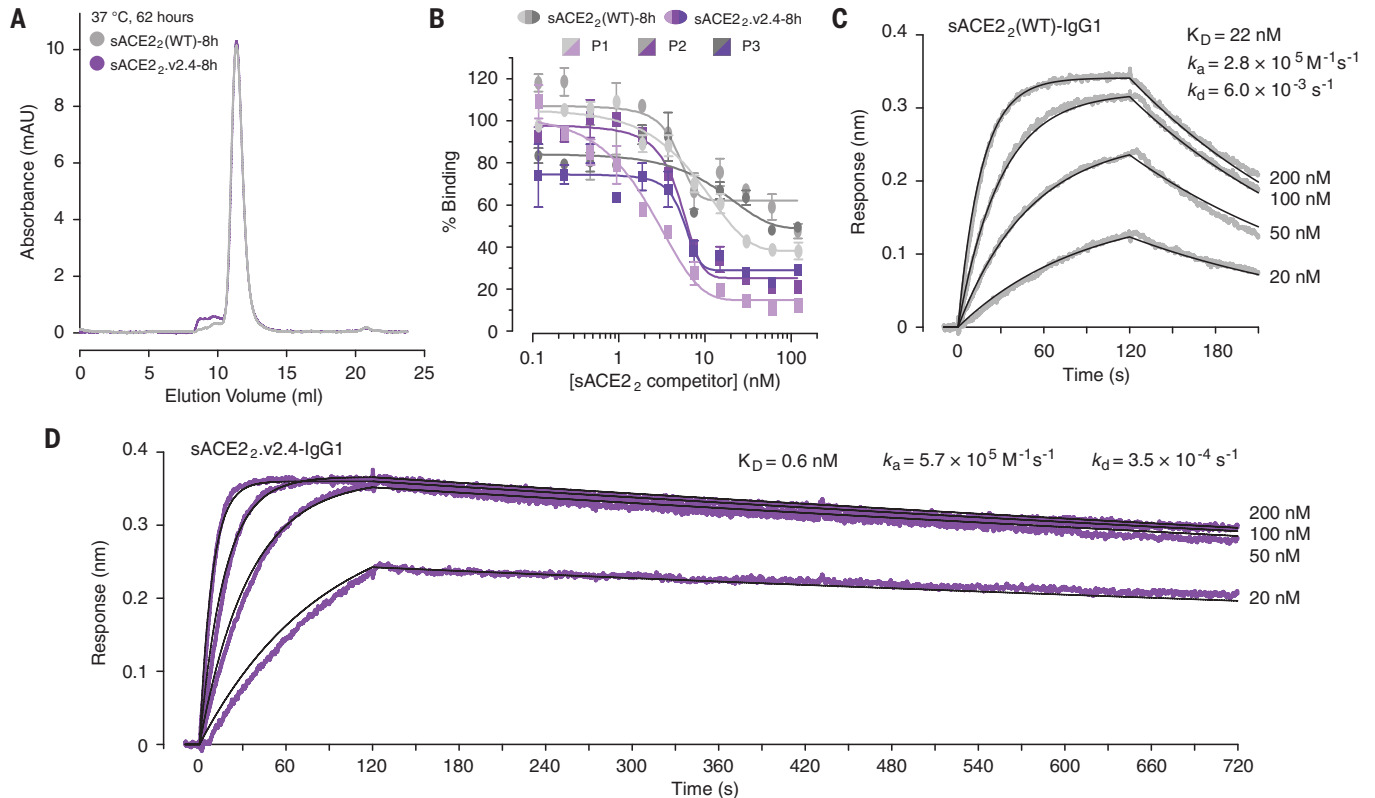 A
37 °C, 62 hours
sACE2₂(WT)-8h
sACE2₂.v2.4-8h
Absorbance (mAU)
10
8
6
4
2
0
0 5 10 15 20 25
Elution Volume (ml)
B
sACE2₂(WT)-8h sACE2₂.v2.4-8h
P1 P2 P3
% Binding
120
100
80
60
40
20
0
0.1 1 10 100
[sACE2₂ competitor] (nM)
C
sACE2₂(WT)-IgG1
K_D = 22 nM
k_a = 2.8 × 10⁵ M⁻¹s⁻¹
k_d = 6.0 × 10⁻³ s⁻¹
Response (nm)
0.4
0.3
0.2
0.1
0
200 nM
100 nM
50 nM
20 nM
0 60 120 180
Time (s)
D
sACE2₂.v2.4-IgG1
K_D = 0.6 nM k_a = 5.7 × 10⁵ M⁻¹s⁻¹ k_d = 3.5 × 10⁻⁴ s⁻¹
Response (nm)
0.4
0.3
0.2
0.1
0
200 nM
100 nM
50 nM
20 nM
0 60 120 180 240 300 360 420 480 540 600 660 720
Time (s)